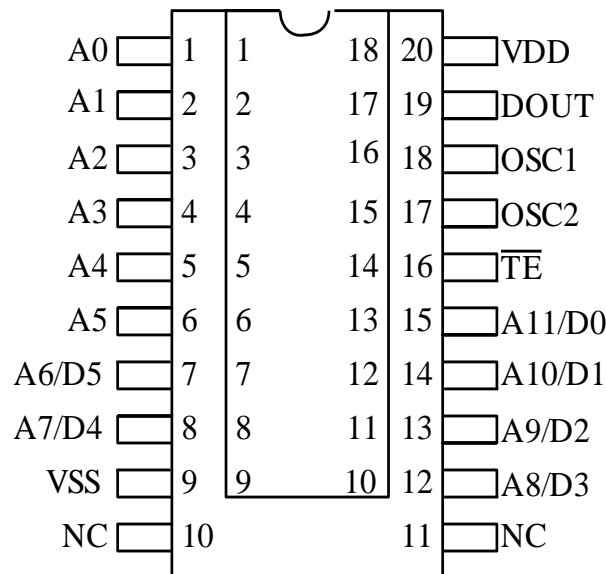 A0 1 1 18 20 VDD
A1 2 2 17 19 DOUT
A2 3 3 16 18 OSC1
A3 4 4 15 17 OSC2
A4 5 5 14 16 T̅E̅
A5 6 6 13 15 A11/D0
A6/D5 7 7 12 14 A10/D1
A7/D4 8 8 11 13 A9/D2
VSS 9 9 10 12 A8/D3
NC 10 11 NC